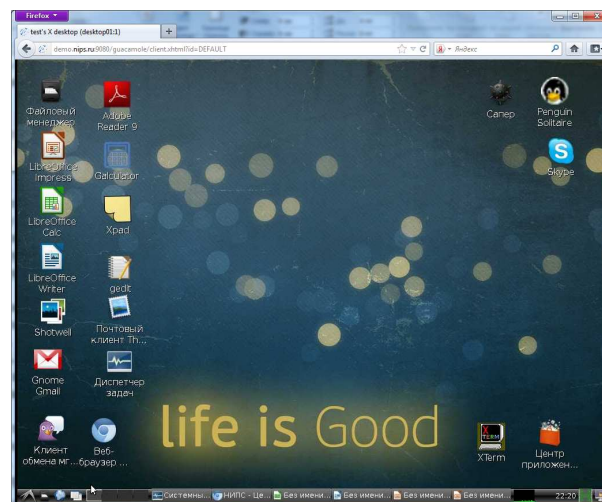 Firefox
test's X desktop (desktop01:1)
demo.nips.ru:9080/guacamole/client.xhtml?id=DEFAULT
Яндекс
Файловый
менеджер
Adobe
Reader 9
Сапер
Penguin
Solitaire
LibreOffice
Impress
Galculator
Skype
LibreOffice
Calc
Xpad
LibreOffice
Writer
gedit
Shotwell
Почтовый
клиент Th...
Gnome
Gmail
Диспетчер
задач
life is Good
Клиент
обмена мг...
Веб-
браузер ...
XTERM
XTerm
Центр
приложен...
Системны...
НИПС - Це...
Без имени...
Без имени...
Без имени...
Без имени...
22:20